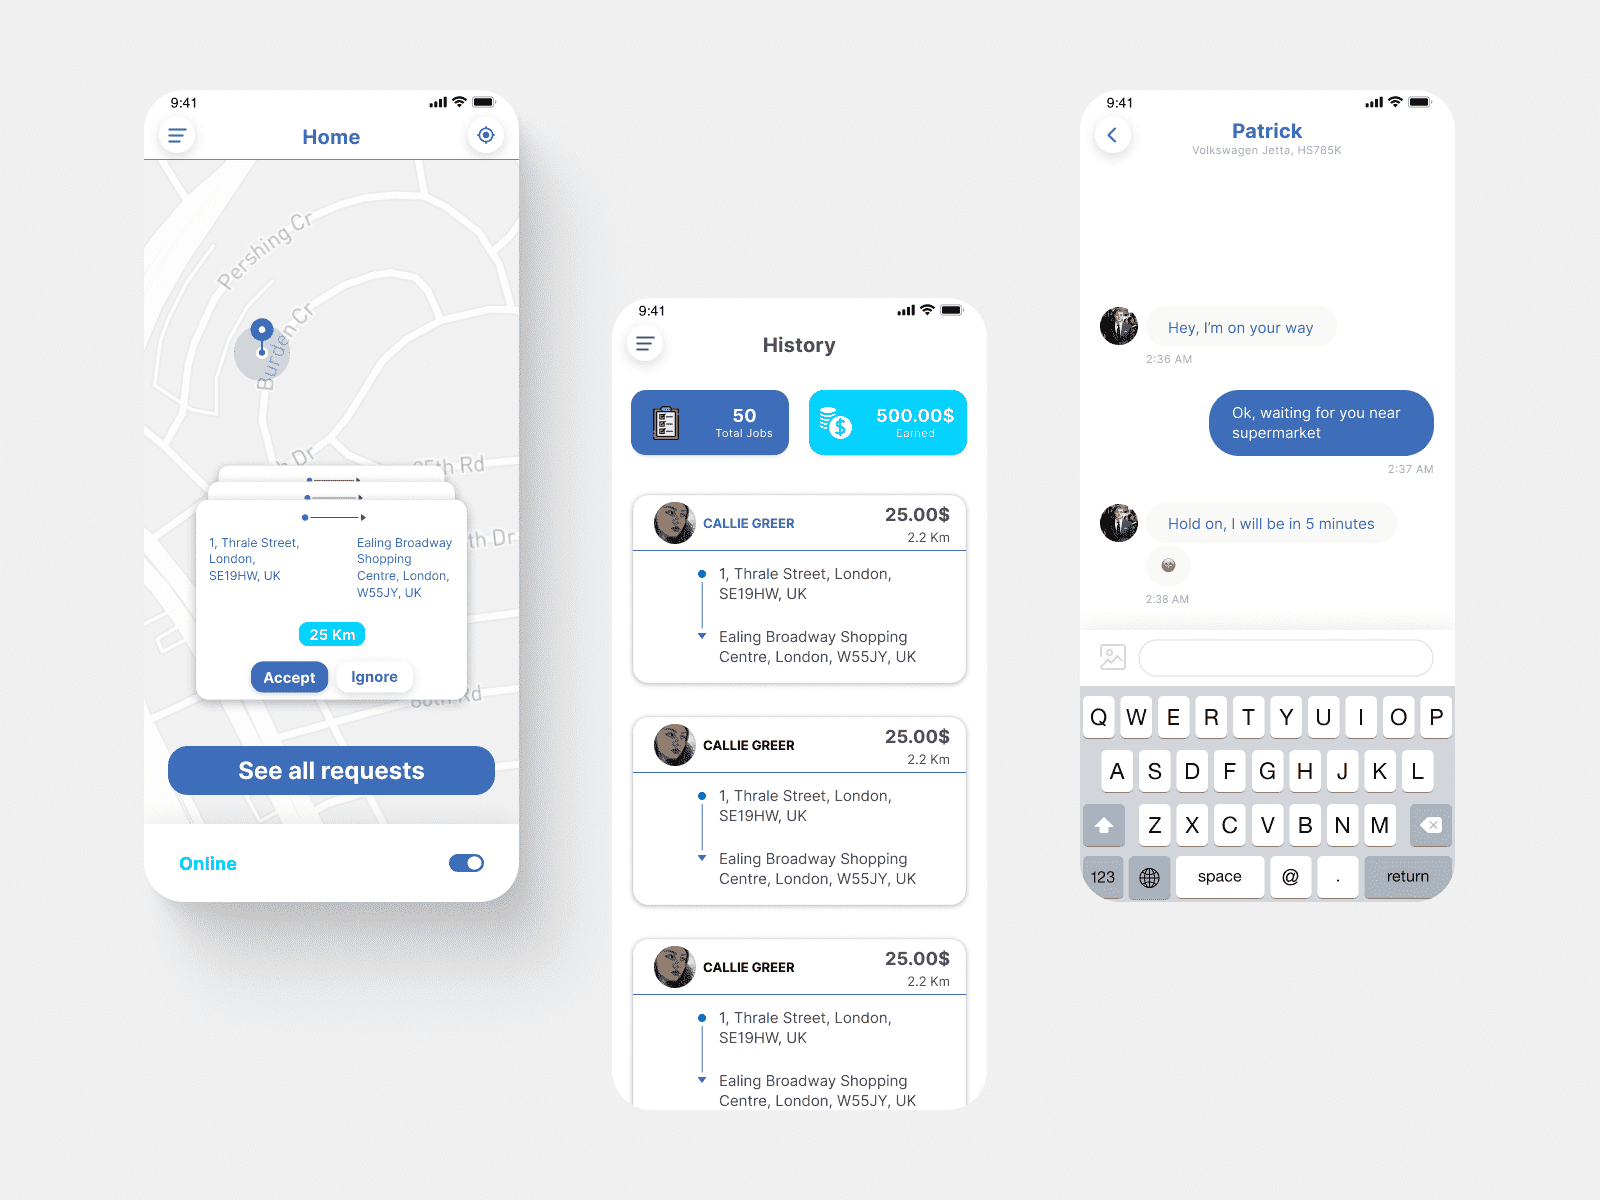 9:41
Home
Pershing Cr
Burden Cr
Dr
85th Rd
th Dr
1, Thrale Street,
London,
SE19HW, UK
Ealing Broadway
Shopping
Centre, London,
W55JY, UK
25 Km
Accept
Ignore
Rd
See all requests
Online
9:41
History
50
Total Jobs
500.00$
Earned
CALLIE GREER
25.00$
2.2 Km
1, Thrale Street, London,
SE19HW, UK
Ealing Broadway Shopping
Centre, London, W55JY, UK
CALLIE GREER
25.00$
2.2 Km
1, Thrale Street, London,
SE19HW, UK
Ealing Broadway Shopping
Centre, London, W55JY, UK
CALLIE GREER
25.00$
2.2 Km
1, Thrale Street, London,
SE19HW, UK
Ealing Broadway Shopping
Centre, London, W55JY, UK
9:41
Patrick
Volkswagen Jetta, HS785K
Hey, I'm on your way
2:36 AM
Ok, waiting for you near
supermarket
2:37 AM
Hold on, I will be in 5 minutes
2:38 AM
Q W E R T Y U I O P
A S D F G H J K L
Z X C V B N M
123 space @ . return